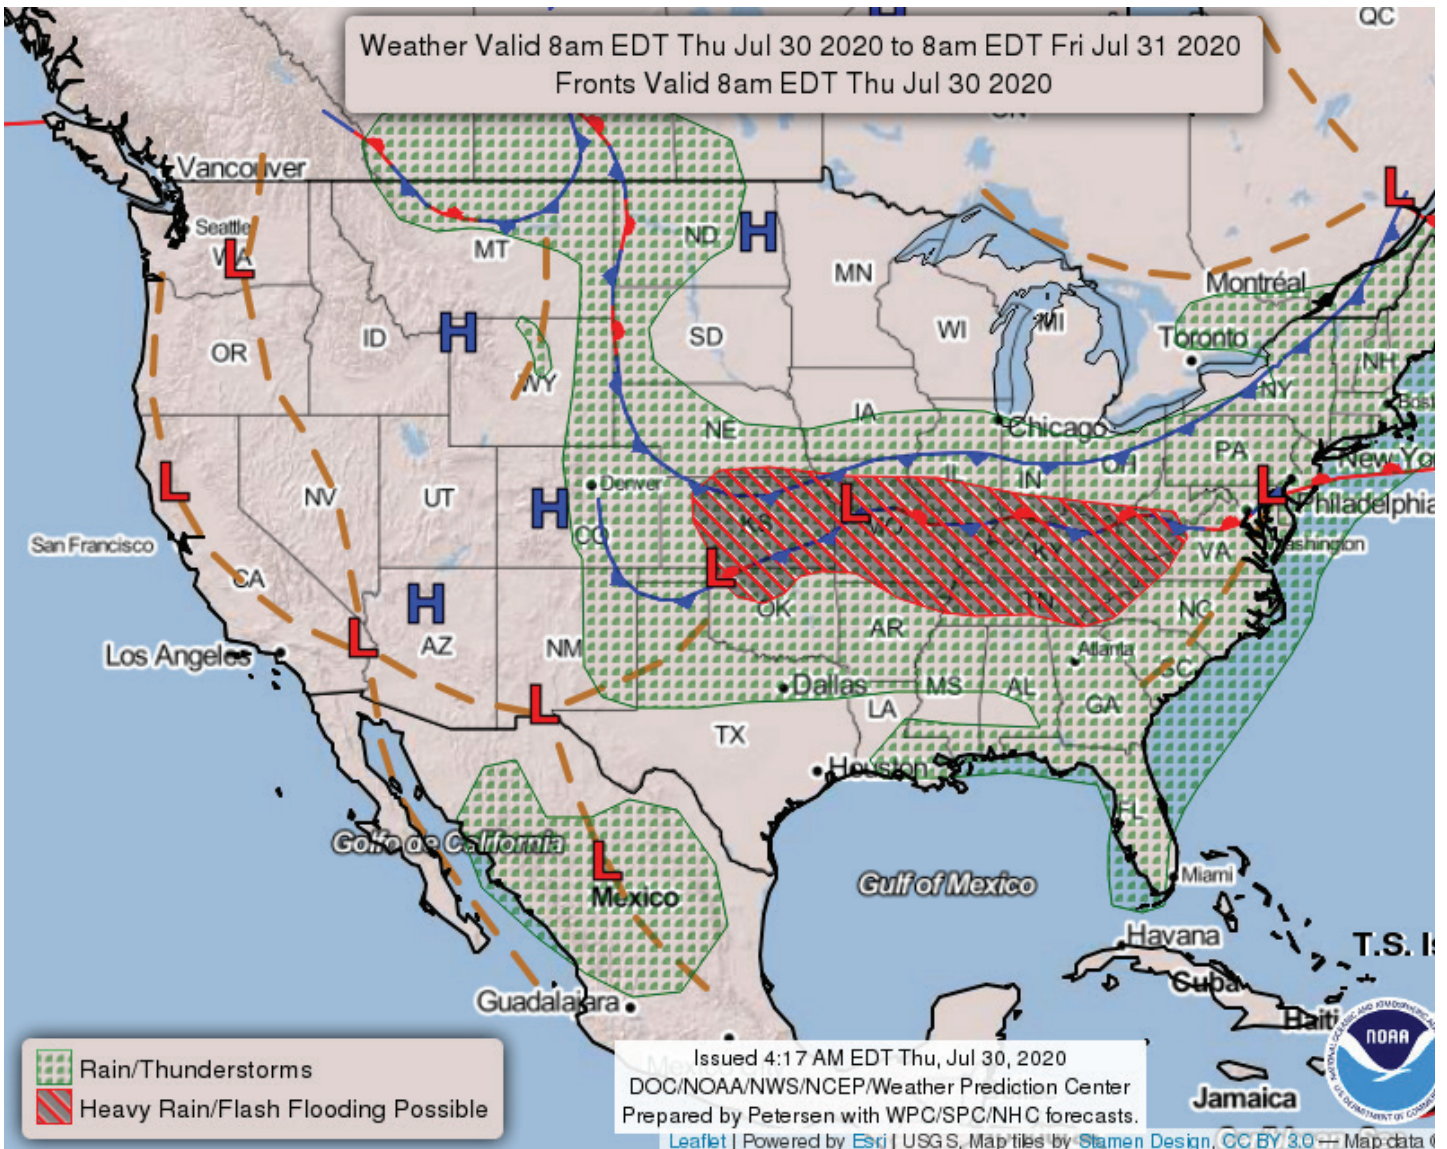 QC
Weather Valid 8am EDT Thu Jul 30 2020 to 8am EDT Fri Jul 31 2020
Fronts Valid 8am EDT Thu Jul 30 2020
H
Vancouver
L
Seattle
WA
L
MT
ND
H
MN
Montréal
OR
ID
H
WY
SD
WI
MI
Toronto
NH
NY
NE
IA
Chicago
PA
OH
IL
IN
New Yor
L
NV
UT
Denver
H
CO
KS
L
MO
KY
L
Philadelphia
VA
Washington
San Francisco
CA
H
AZ
NM
L
OK
TN
NC
AR
Los Angeles
L
Atlanta
SC
Dallas
MS
AL
GA
LA
L
TX
Houston
FL
Golfo de California
L
Mexico
Gulf of Mexico
Miami
Havana
T.S. Is
Cuba
Guadalajara
Haiti
NOAA
Rain/Thunderstorms
Heavy Rain/Flash Flooding Possible
Mexico City
Issued 4:17 AM EDT Thu, Jul 30, 2020
DOC/NOAA/NWS/NCEP/Weather Prediction Center
Prepared by Petersen with WPC/SPC/NHC forecasts.
Jamaica
Leaflet | Powered by Esri | USGS, Map tiles by Stamen Design, CC BY 3.0 — Map data ©